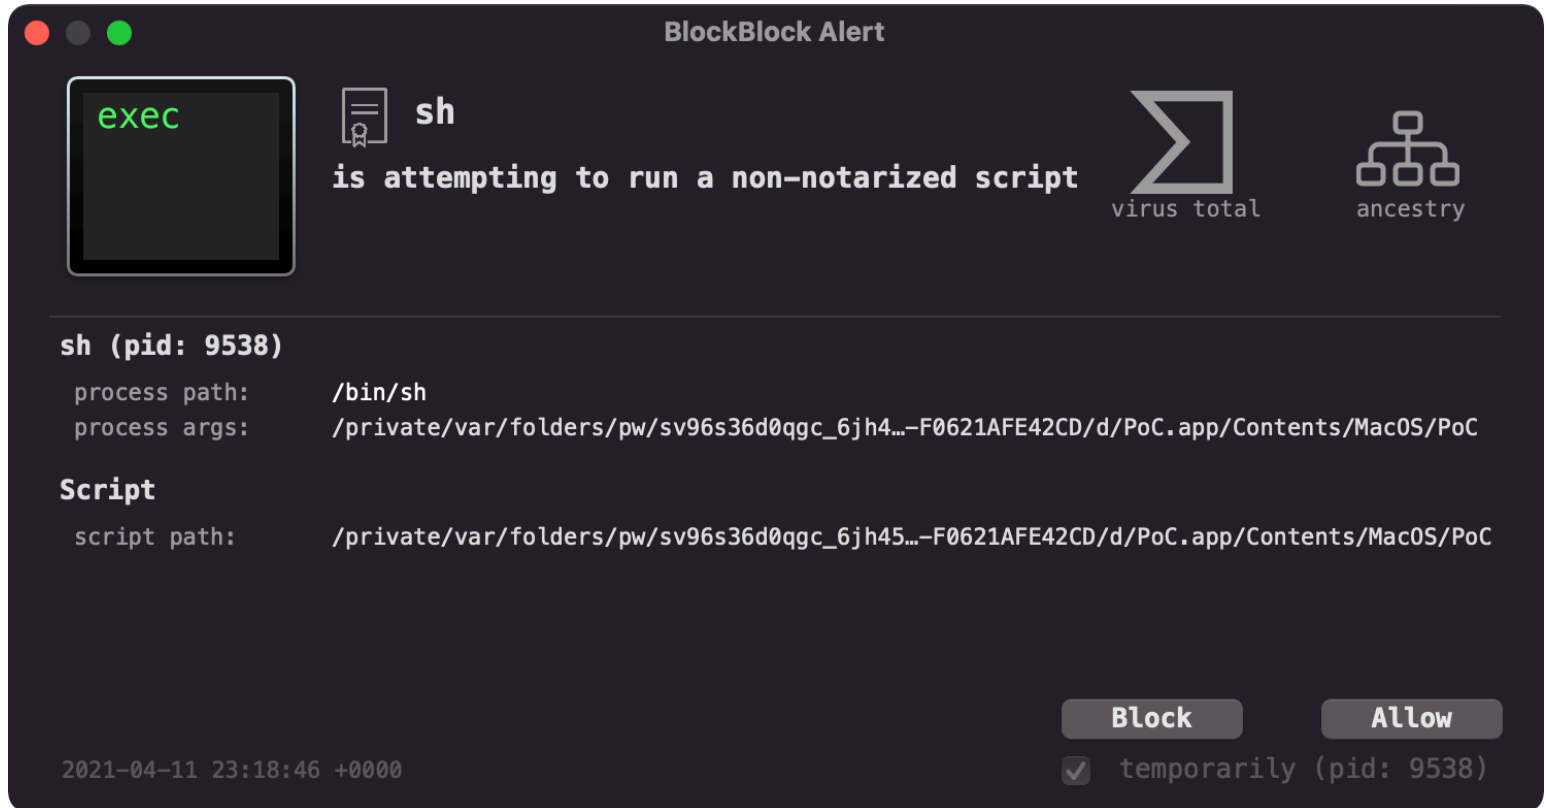 BlockBlock Alert
exec
sh
is attempting to run a non-notarized script
virus total
ancestry
sh (pid: 9538)
process path: /bin/sh
process args: /private/var/folders/pw/sv96s36d0qgc_6jh4…-F0621AFE42CD/d/PoC.app/Contents/MacOS/PoC
Script
script path: /private/var/folders/pw/sv96s36d0qgc_6jh45…-F0621AFE42CD/d/PoC.app/Contents/MacOS/PoC
Block
Allow
2021-04-11 23:18:46 +0000
temporarily (pid: 9538)